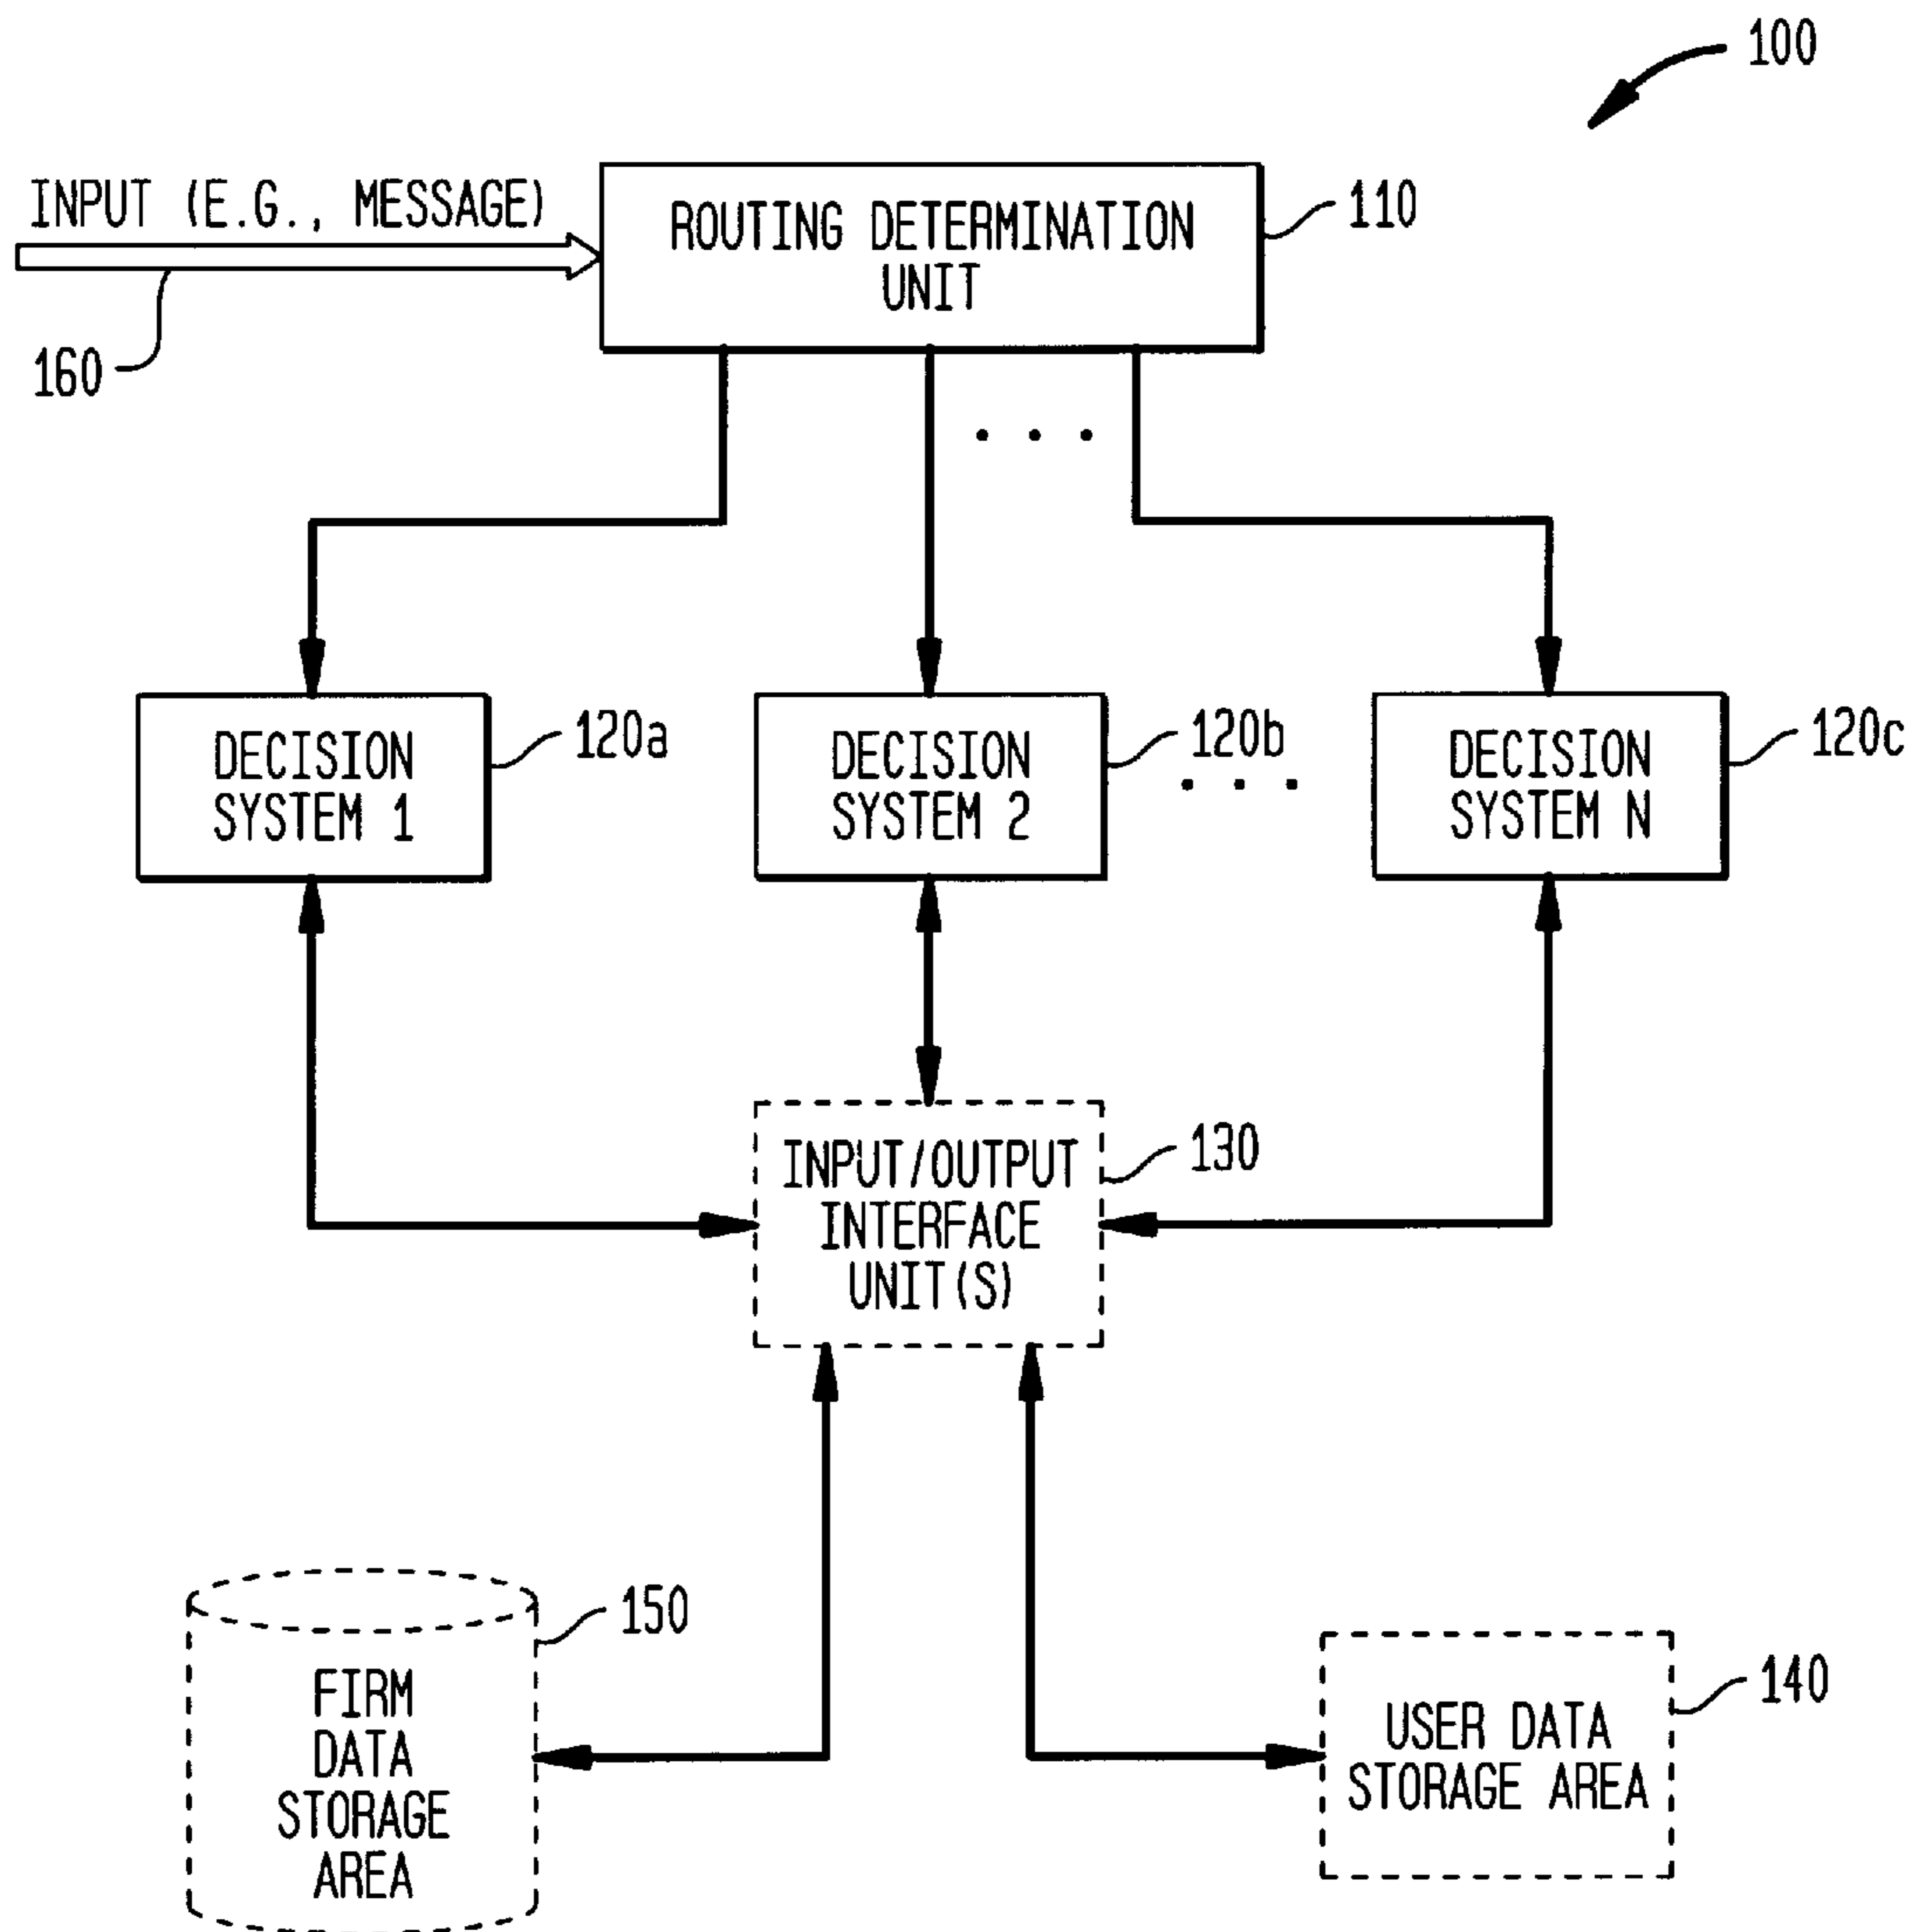 100
INPUT (E.G., MESSAGE)
ROUTING DETERMINATION
UNIT
110
160
. . .
DECISION
SYSTEM 1
120a
DECISION
SYSTEM 2
120b
. . .
DECISION
SYSTEM N
120c
INPUT/OUTPUT
INTERFACE
UNIT(S)
130
FIRM
DATA
STORAGE
AREA
150
USER DATA
STORAGE AREA
140